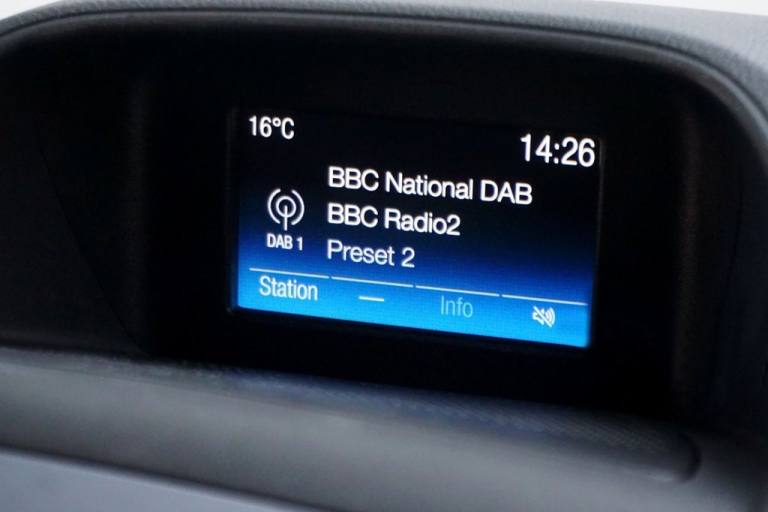 16°C
14:26
BBC National DAB
BBC Radio2
DAB 1
Preset 2
Station
Info